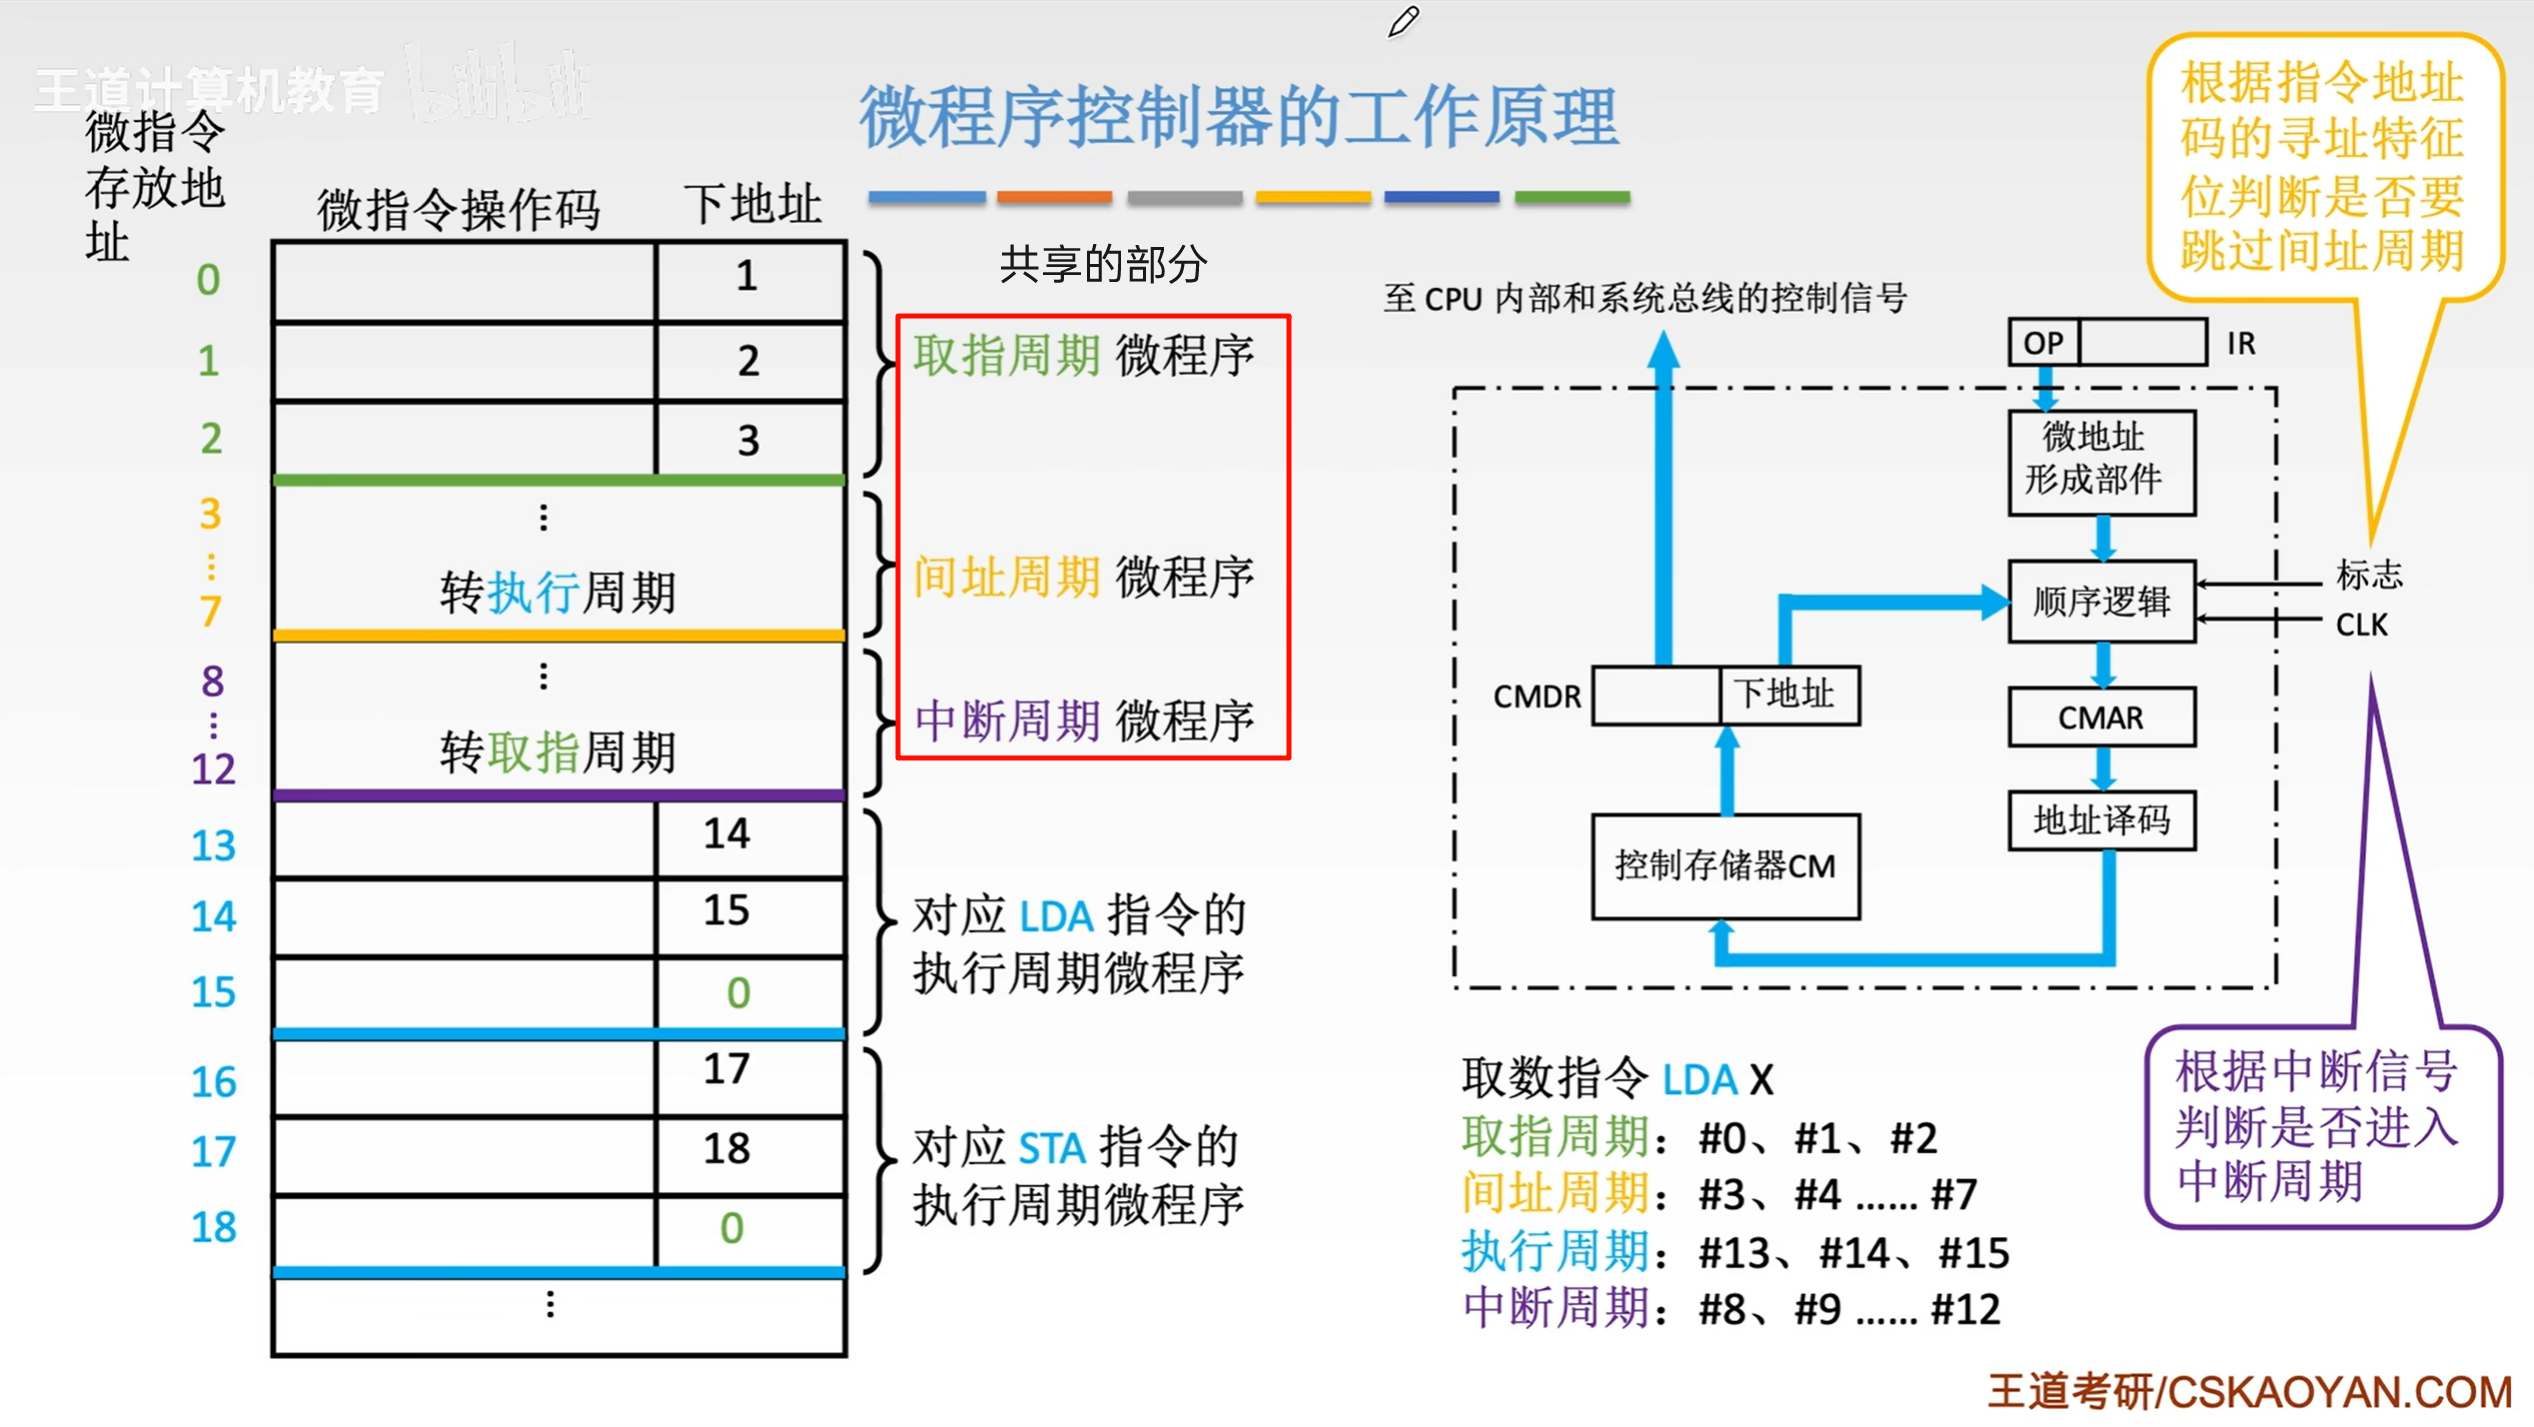 王道计算机教育 bilibili
微程序控制器的工作原理
微指令
存放地
址
微指令操作码 下地址
0 1
1 2
2 3
3 ⋮
⋮
7 转执行周期
8 ⋮
⋮
12 转取指周期
13 14
14 15
15 0
16 17
17 18
18 0
⋮
共享的部分
取指周期 微程序
间址周期 微程序
中断周期 微程序
对应 LDA 指令的
执行周期微程序
对应 STA 指令的
执行周期微程序
至 CPU 内部和系统总线的控制信号
OP IR
微地址
形成部件
顺序逻辑
标志
CLK
CMDR 下地址
CMAR
地址译码
控制存储器CM
根据指令地址
码的寻址特征
位判断是否要
跳过间址周期
根据中断信号
判断是否进入
中断周期
取数指令 LDA X
取指周期：#0、#1、#2
间址周期：#3、#4 …… #7
执行周期：#13、#14、#15
中断周期：#8、#9 …… #12
王道考研/CSKAOYAN.COM